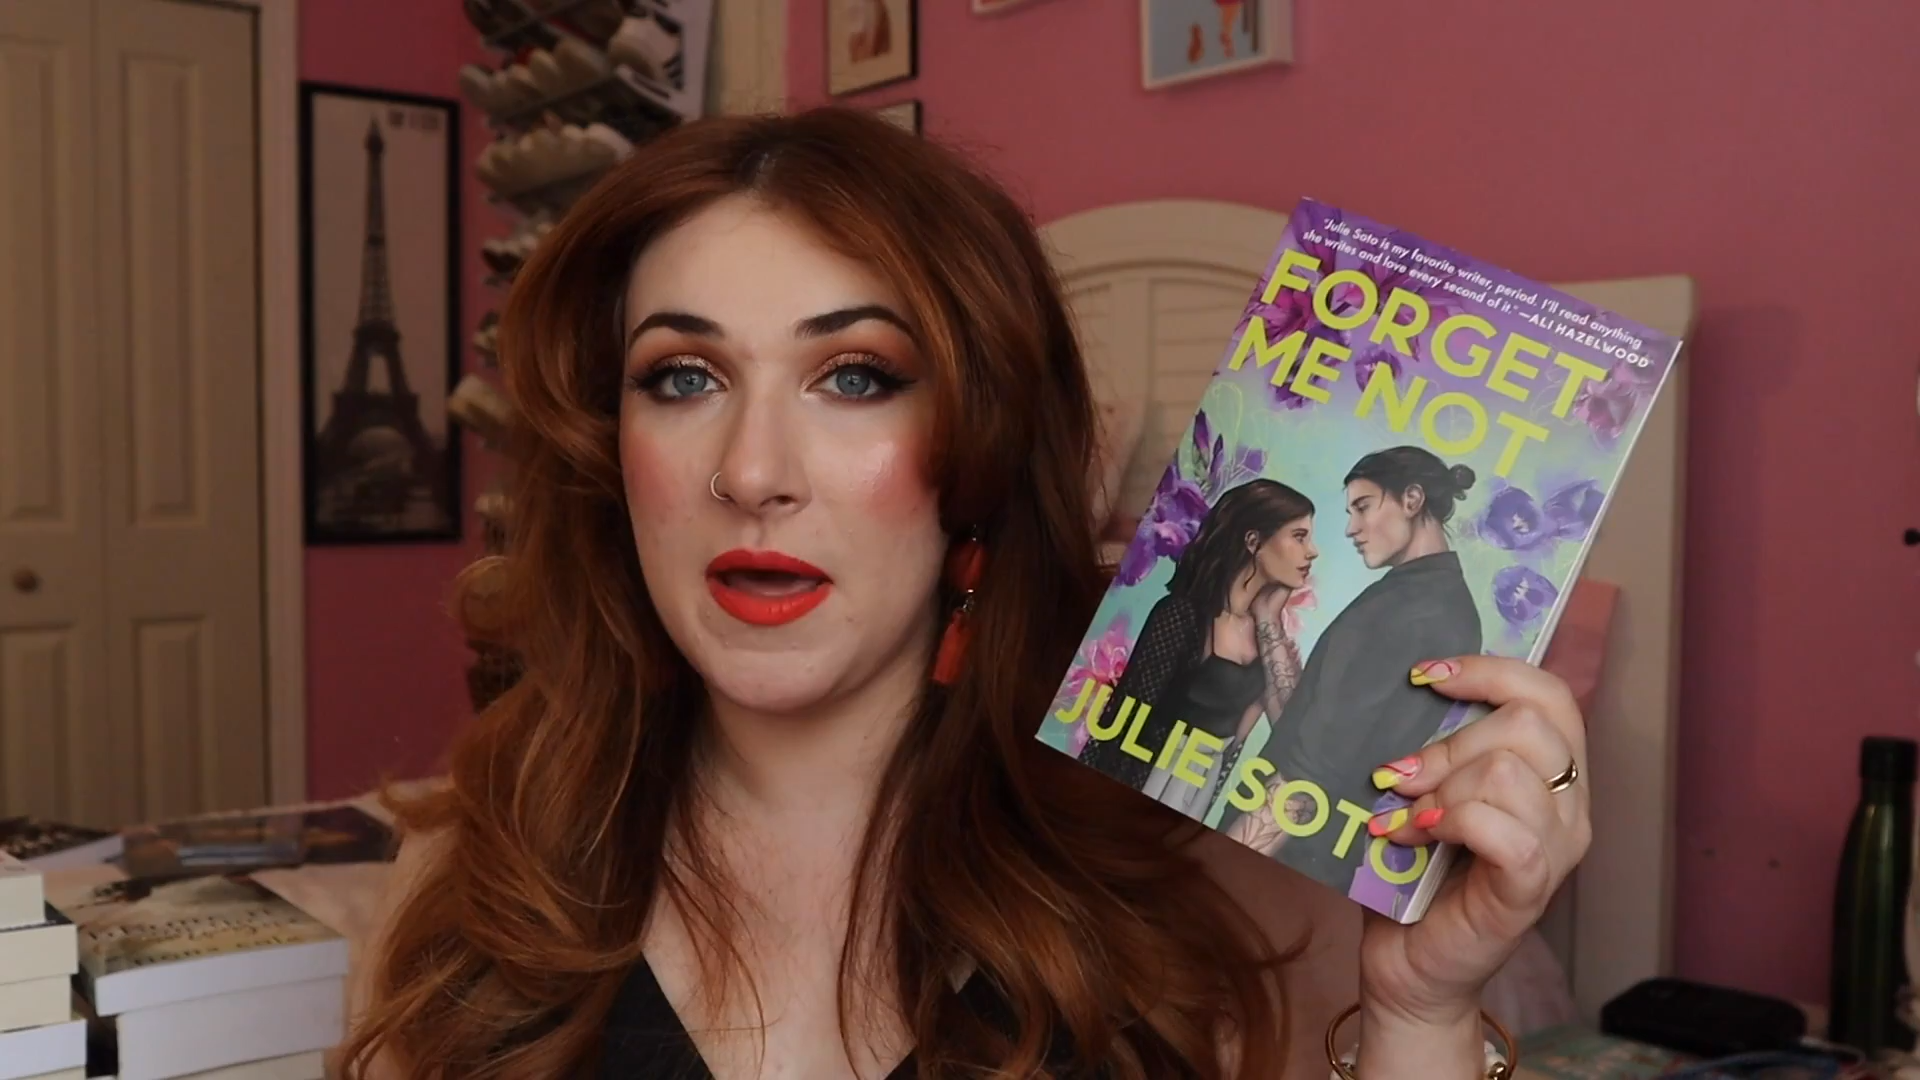 "Julie Soto is my favorite writer, period. I'll read anything
she writes and love every second of it." —ALI HAZELWOOD
FORGET
ME NOT
JULIE SOTO